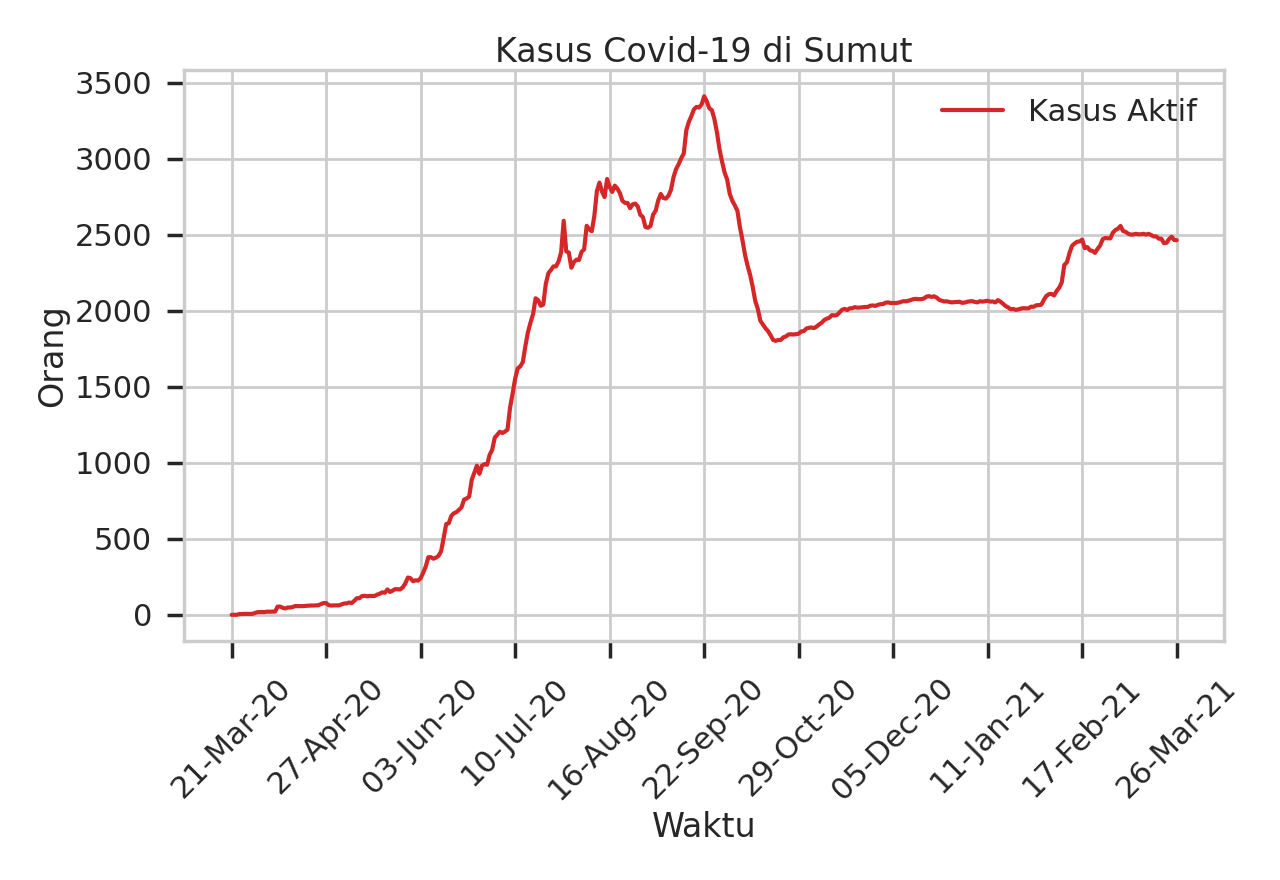 Kasus Covid-19 di Sumut
3500
3000
2500
2000
1500
1000
500
0
Orang
Kasus Aktif
21-Mar-20
27-Apr-20
03-Jun-20
10-Jul-20
16-Aug-20
22-Sep-20
29-Oct-20
05-Dec-20
11-Jan-21
17-Feb-21
26-Mar-21
Waktu